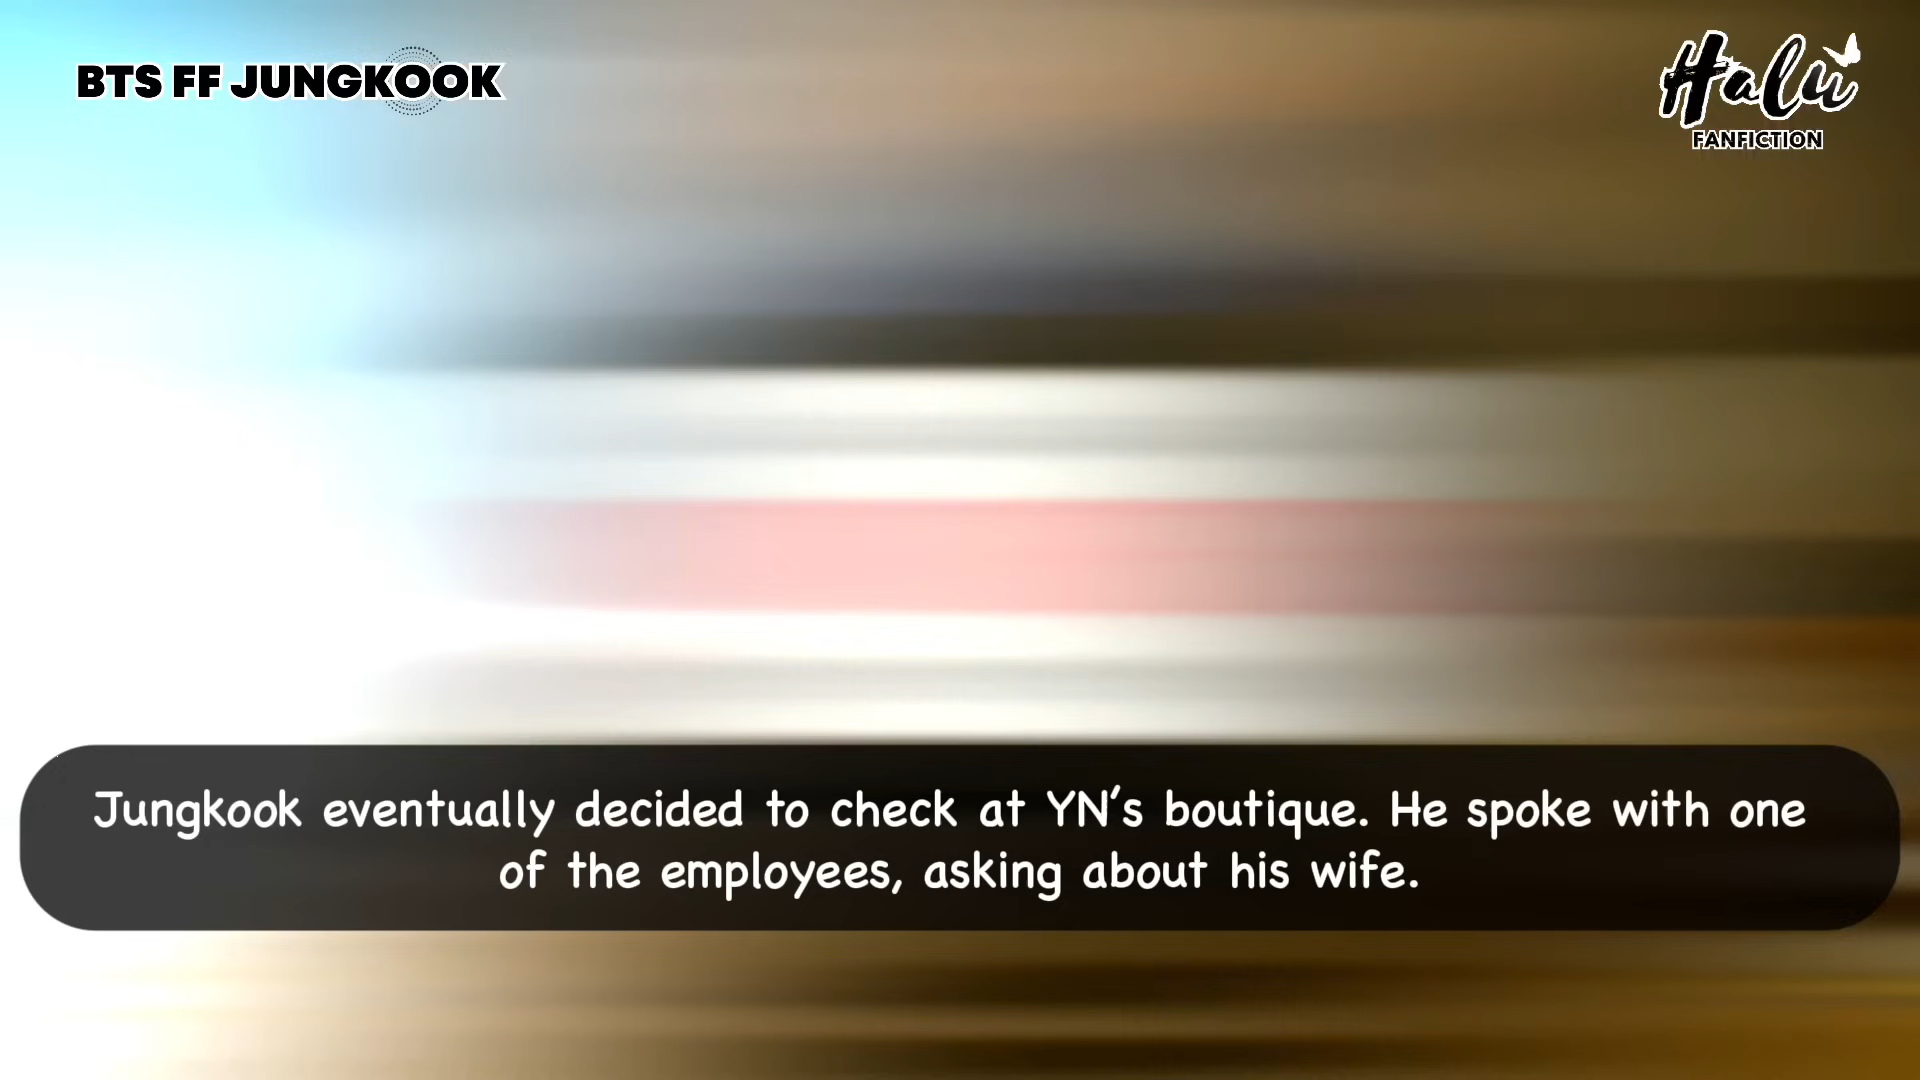 BTS FF JUNGKOOK
Halu
FANFICTION
Jungkook eventually decided to check at YN's boutique. He spoke with one
of the employees, asking about his wife.